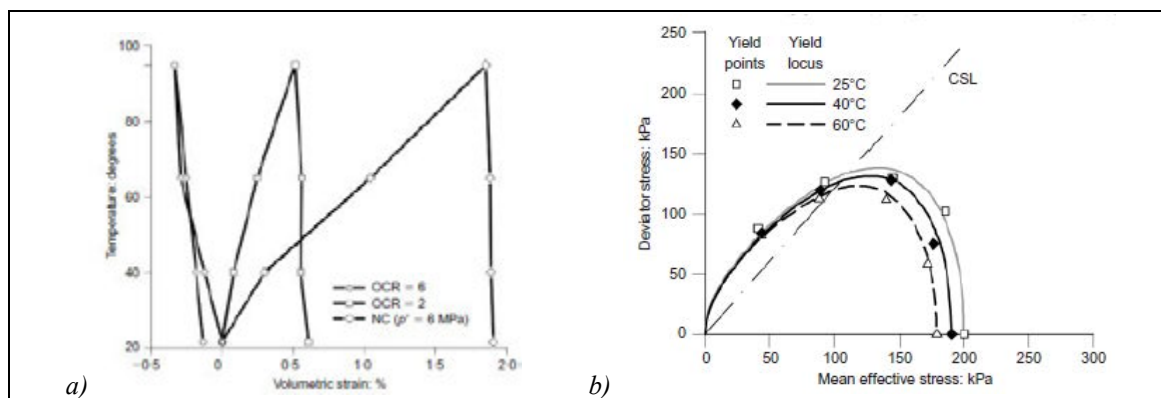 100
80
60
40
20
Temperature: degrees
OCR = 6
OCR = 2
NC (p' = 6 MPa)
-0·5
0
0·5
1·0
1·5
2·0
Volumetric strain: %
a)
250
200
150
100
50
0
Deviator stress: kPa
Yield points
Yield locus
25°C
40°C
60°C
CSL
0
50
100
150
200
250
300
Mean effective stress: kPa
b)